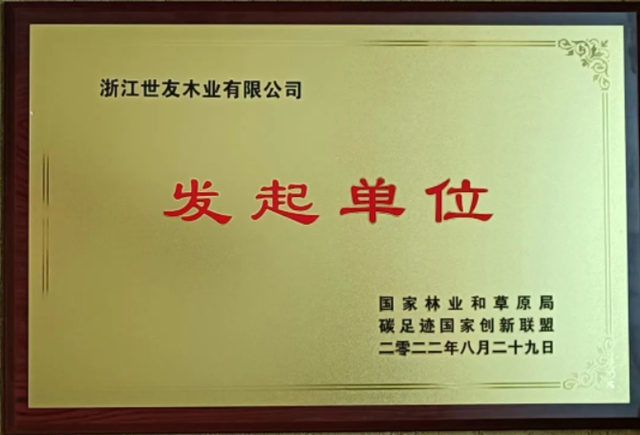 浙江世友木业有限公司
发起单位
国家林业和草原局
碳足迹国家创新联盟
二零二二年八月二十九日